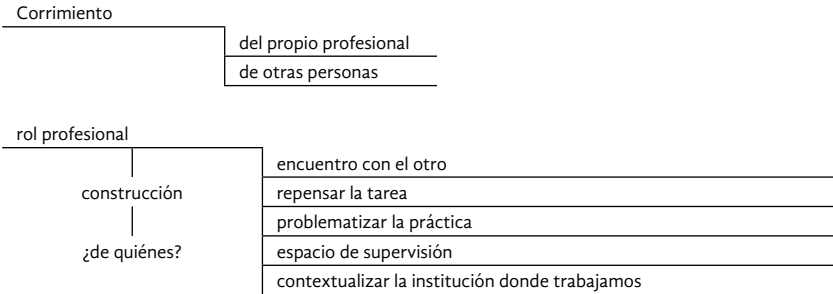 Corrimiento
del propio profesional
de otras personas
rol profesional
encuentro con el otro
construcción
repensar la tarea
problematizar la práctica
¿de quiénes?
espacio de supervisión
contextualizar la institución donde trabajamos